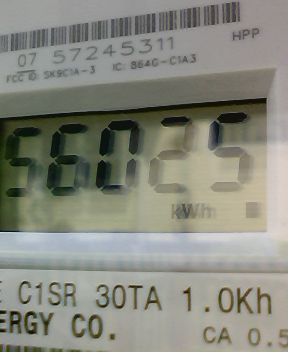 HPP
07 57245311
FCC ID: SK9C1A-3 IC: 864G-C1A3
56025
kWh
E C1SR 30TA 1.0Kh
ERGY CO.
CA 0.5